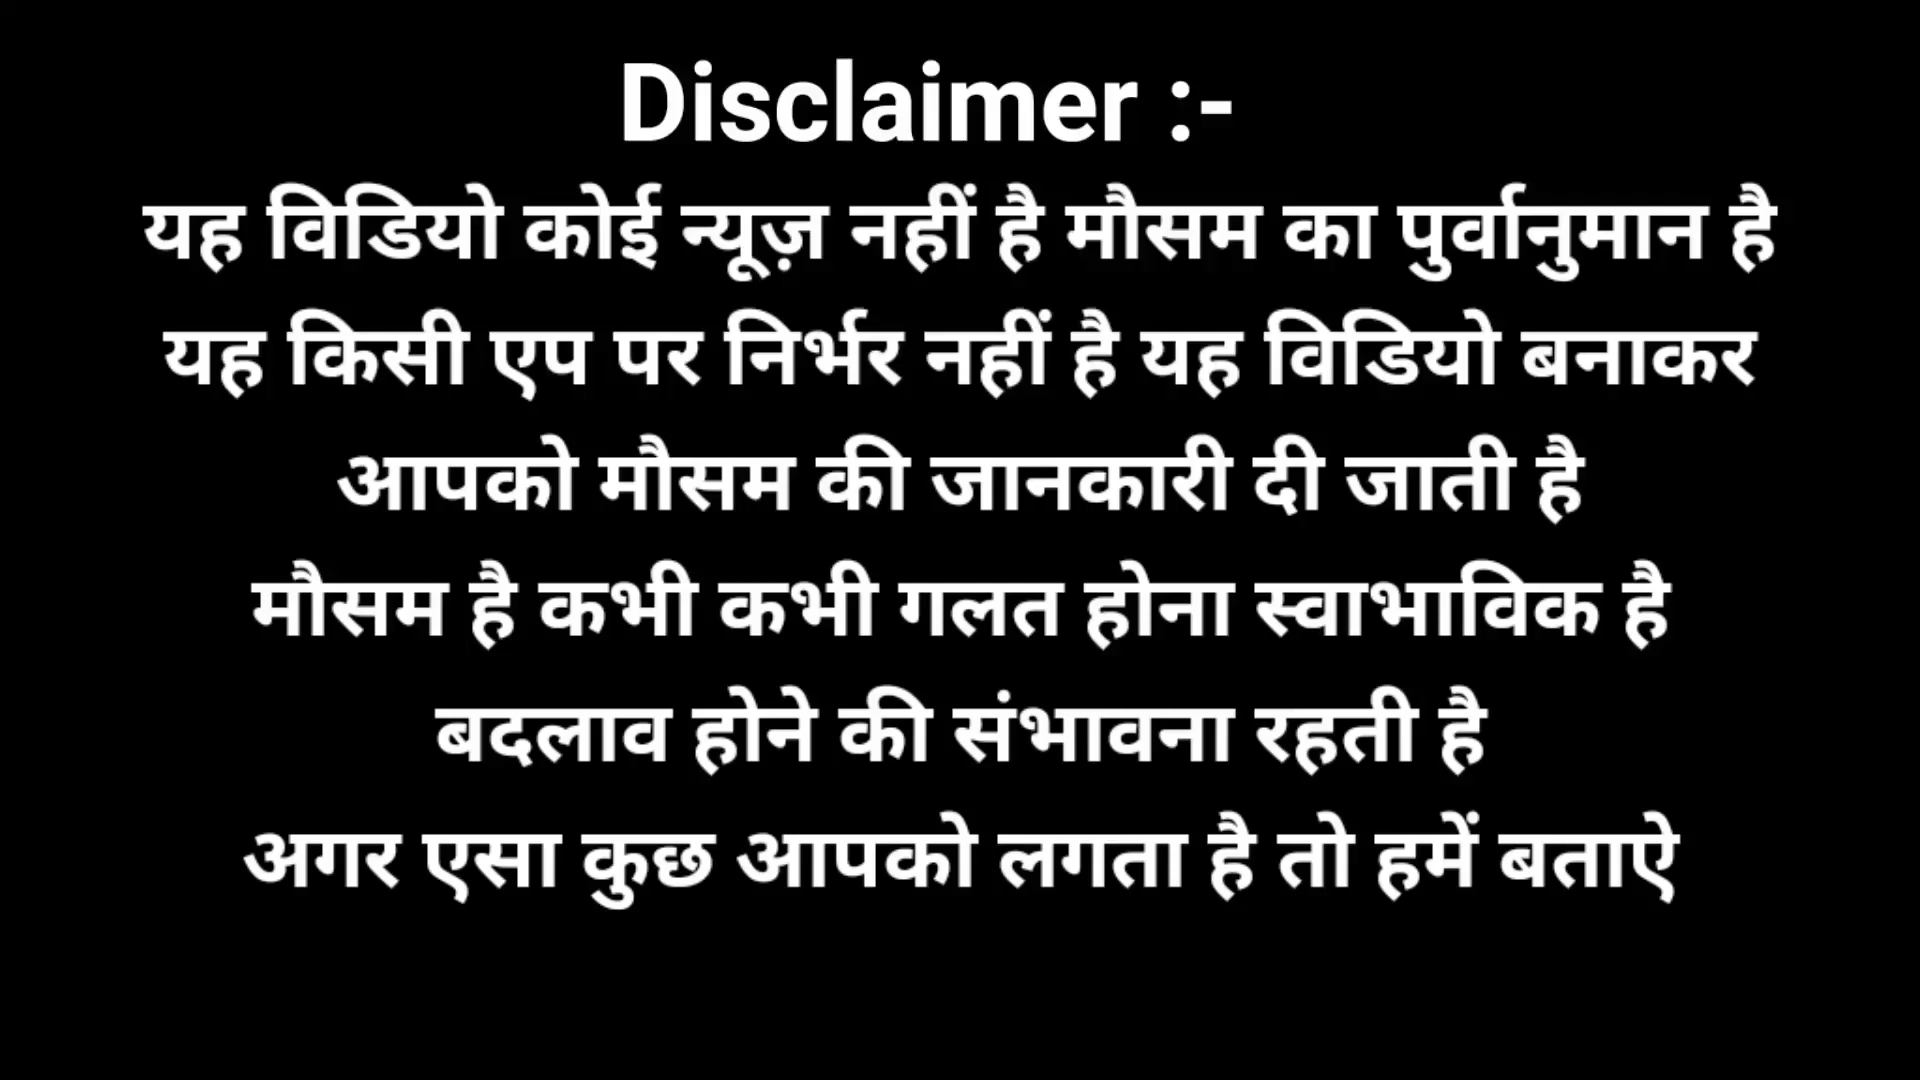 Disclaimer :-
यह विडियो कोई न्यूज़ नहीं है मौसम का पुर्वानुमान है
यह किसी एप पर निर्भर नहीं है यह विडियो बनाकर
आपको मौसम की जानकारी दी जाती है
मौसम है कभी कभी गलत होना स्वाभाविक है
बदलाव होने की संभावना रहती है
अगर एसा कुछ आपको लगता है तो हमें बताऐ